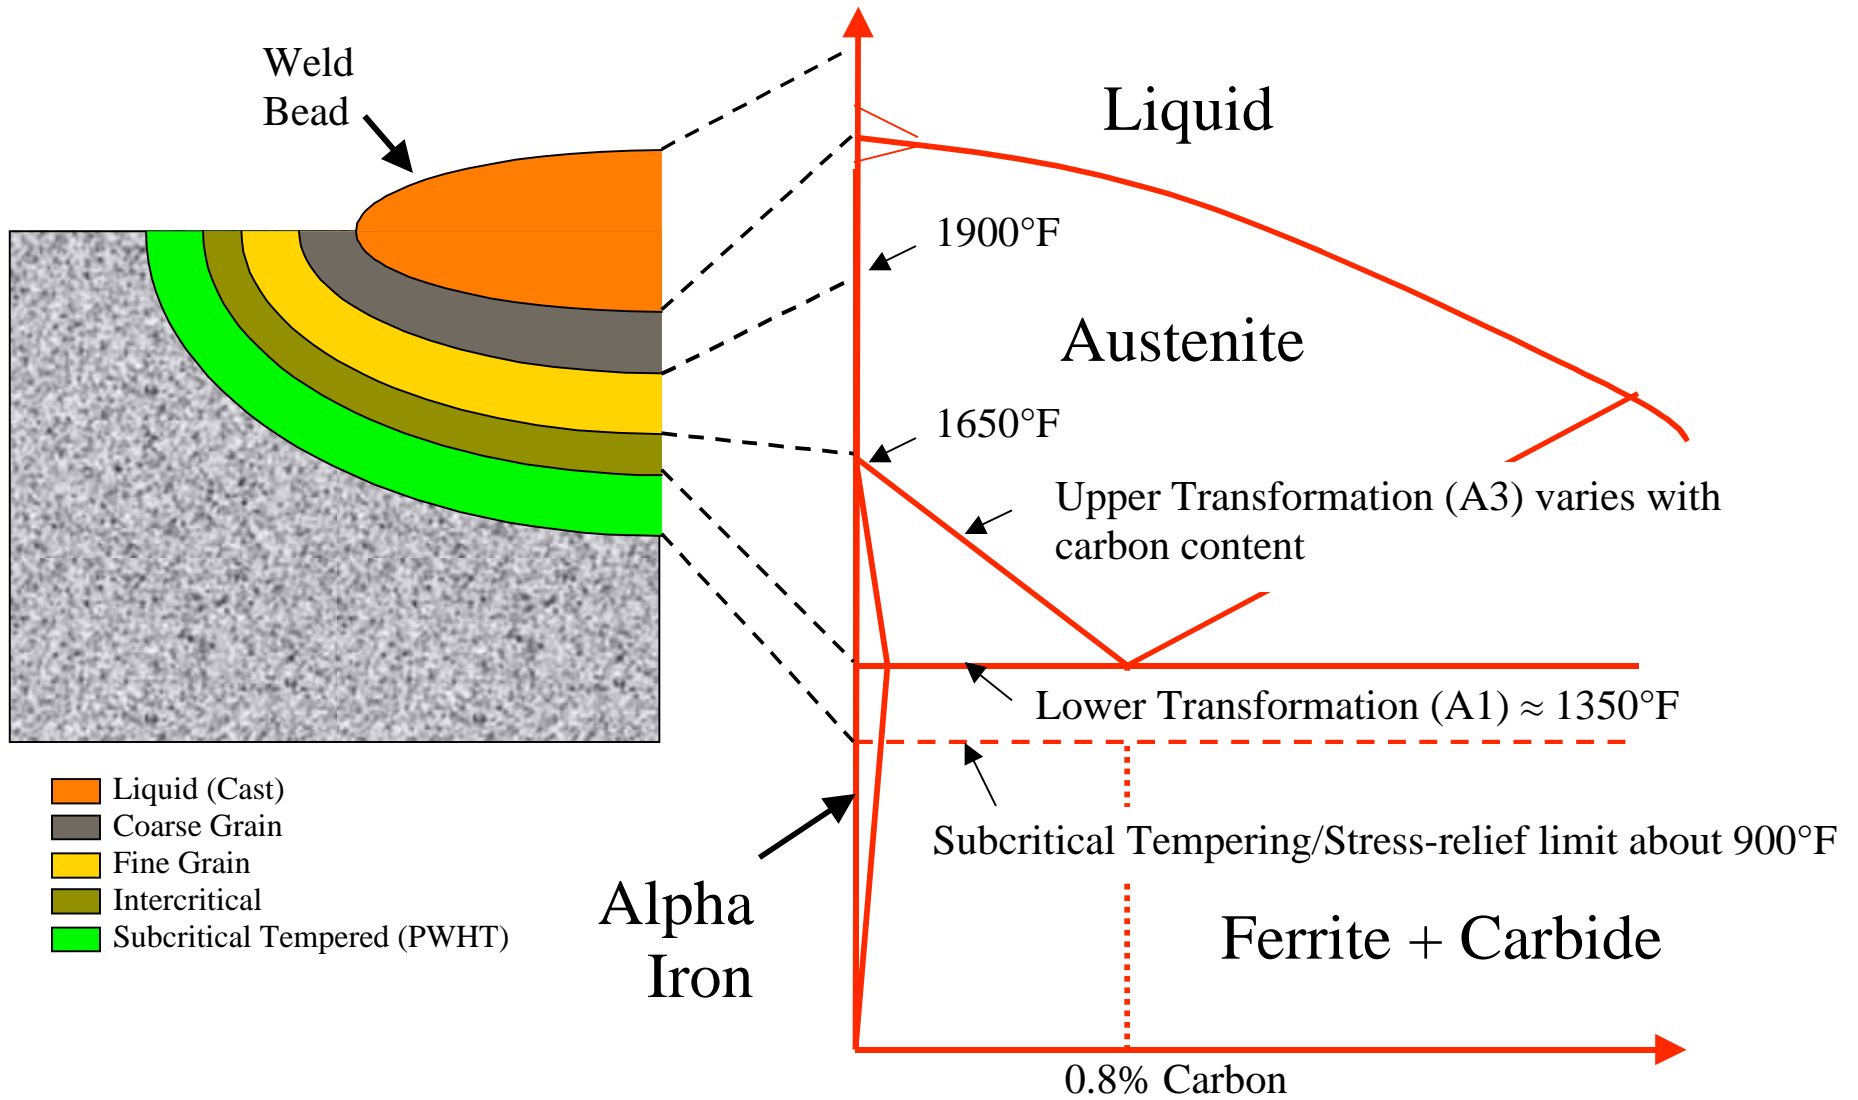 Weld
Bead
Liquid
1900°F
Austenite
1650°F
Upper Transformation (A3) varies with
carbon content
Lower Transformation (A1) ≈ 1350°F
Subcritical Tempering/Stress-relief limit about 900°F
Liquid (Cast)
Coarse Grain
Fine Grain
Intercritical
Subcritical Tempered (PWHT)
Alpha
Iron
Ferrite + Carbide
0.8% Carbon